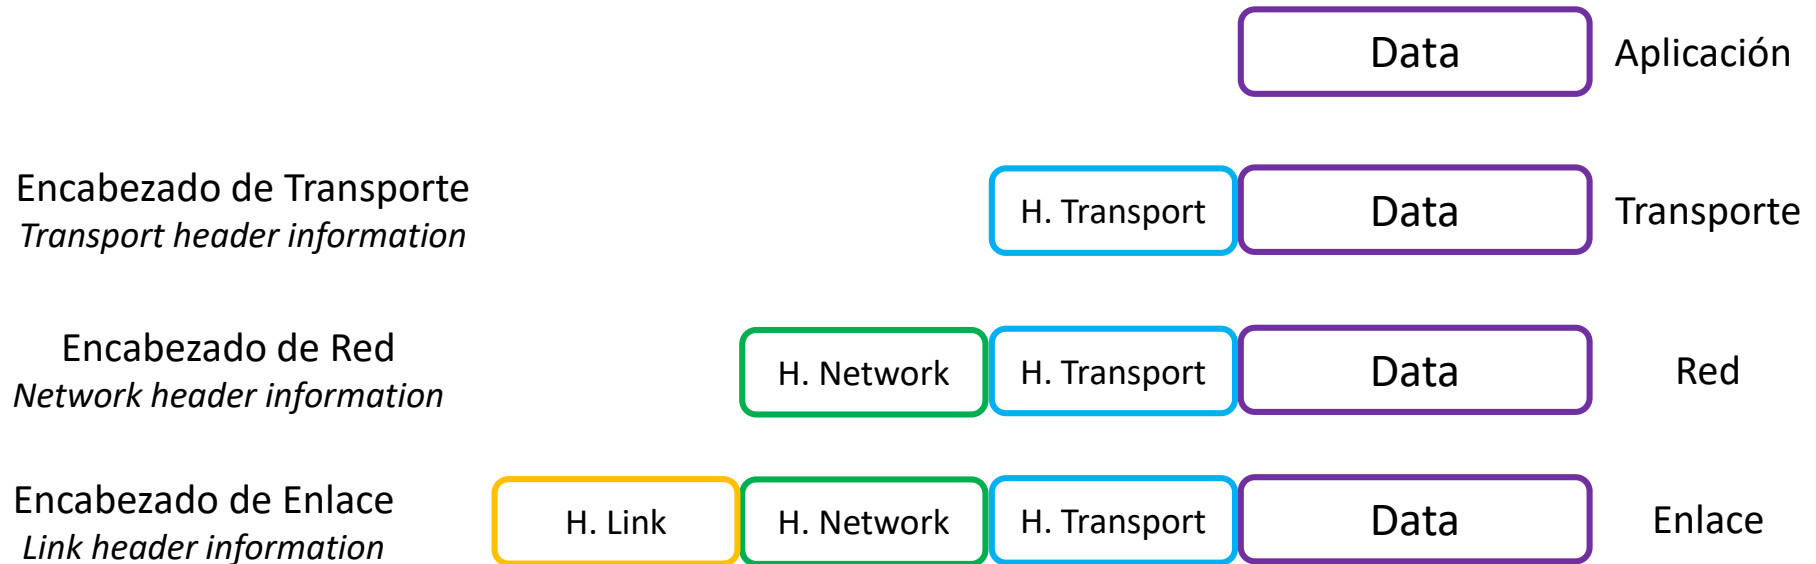 Data Aplicación
Encabezado de Transporte
Transport header information
H. Transport Data Transporte
Encabezado de Red
Network header information
H. Network H. Transport Data Red
Encabezado de Enlace
Link header information
H. Link H. Network H. Transport Data Enlace